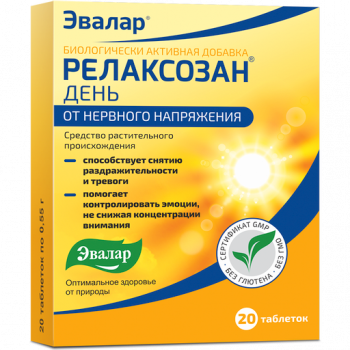 Эвалар®
БИОЛОГИЧЕСКИ АКТИВНАЯ ДОБАВКА
РЕЛАКСОЗАН®
ДЕНЬ
ОТ НЕРВНОГО НАПРЯЖЕНИЯ
Средство растительного
происхождения
способствует снятию
раздражительности
и тревоги
помогает
контролировать эмоции,
не снижая концентрации
внимания
Эвалар
Оптимальное здоровье
от природы
СЕРТИФИКАТ GMP
БЕЗ ГЛЮТЕНА
БЕЗ ГМО
20 таблеток
20 таблеток по 0,55 г